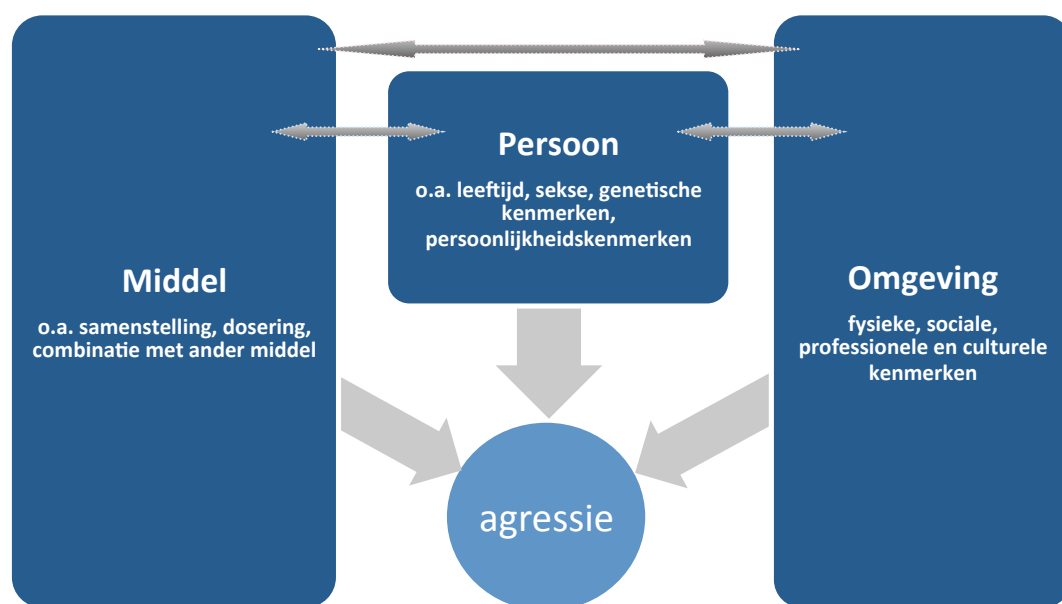 Persoon
o.a. leeftijd, sekse, genetische
kenmerken,
persoonlijkheidskenmerken
Middel
o.a. samenstelling, dosering,
combinatie met ander middel
Omgeving
fysieke, sociale,
professionele en culturele
kenmerken
agressie